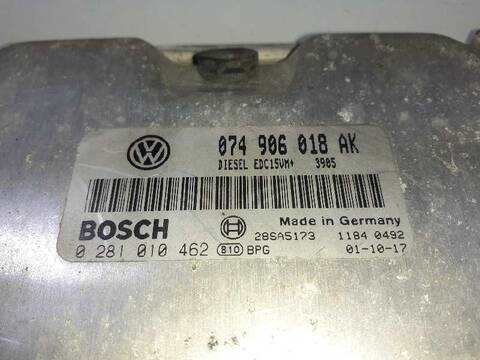 074 906 018 AK
DIESEL EDC15VM+ 3905
BOSCH
Made in Germany
28SA5173 1184 0492
0 281 010 462 B10 BPG 01-10-17